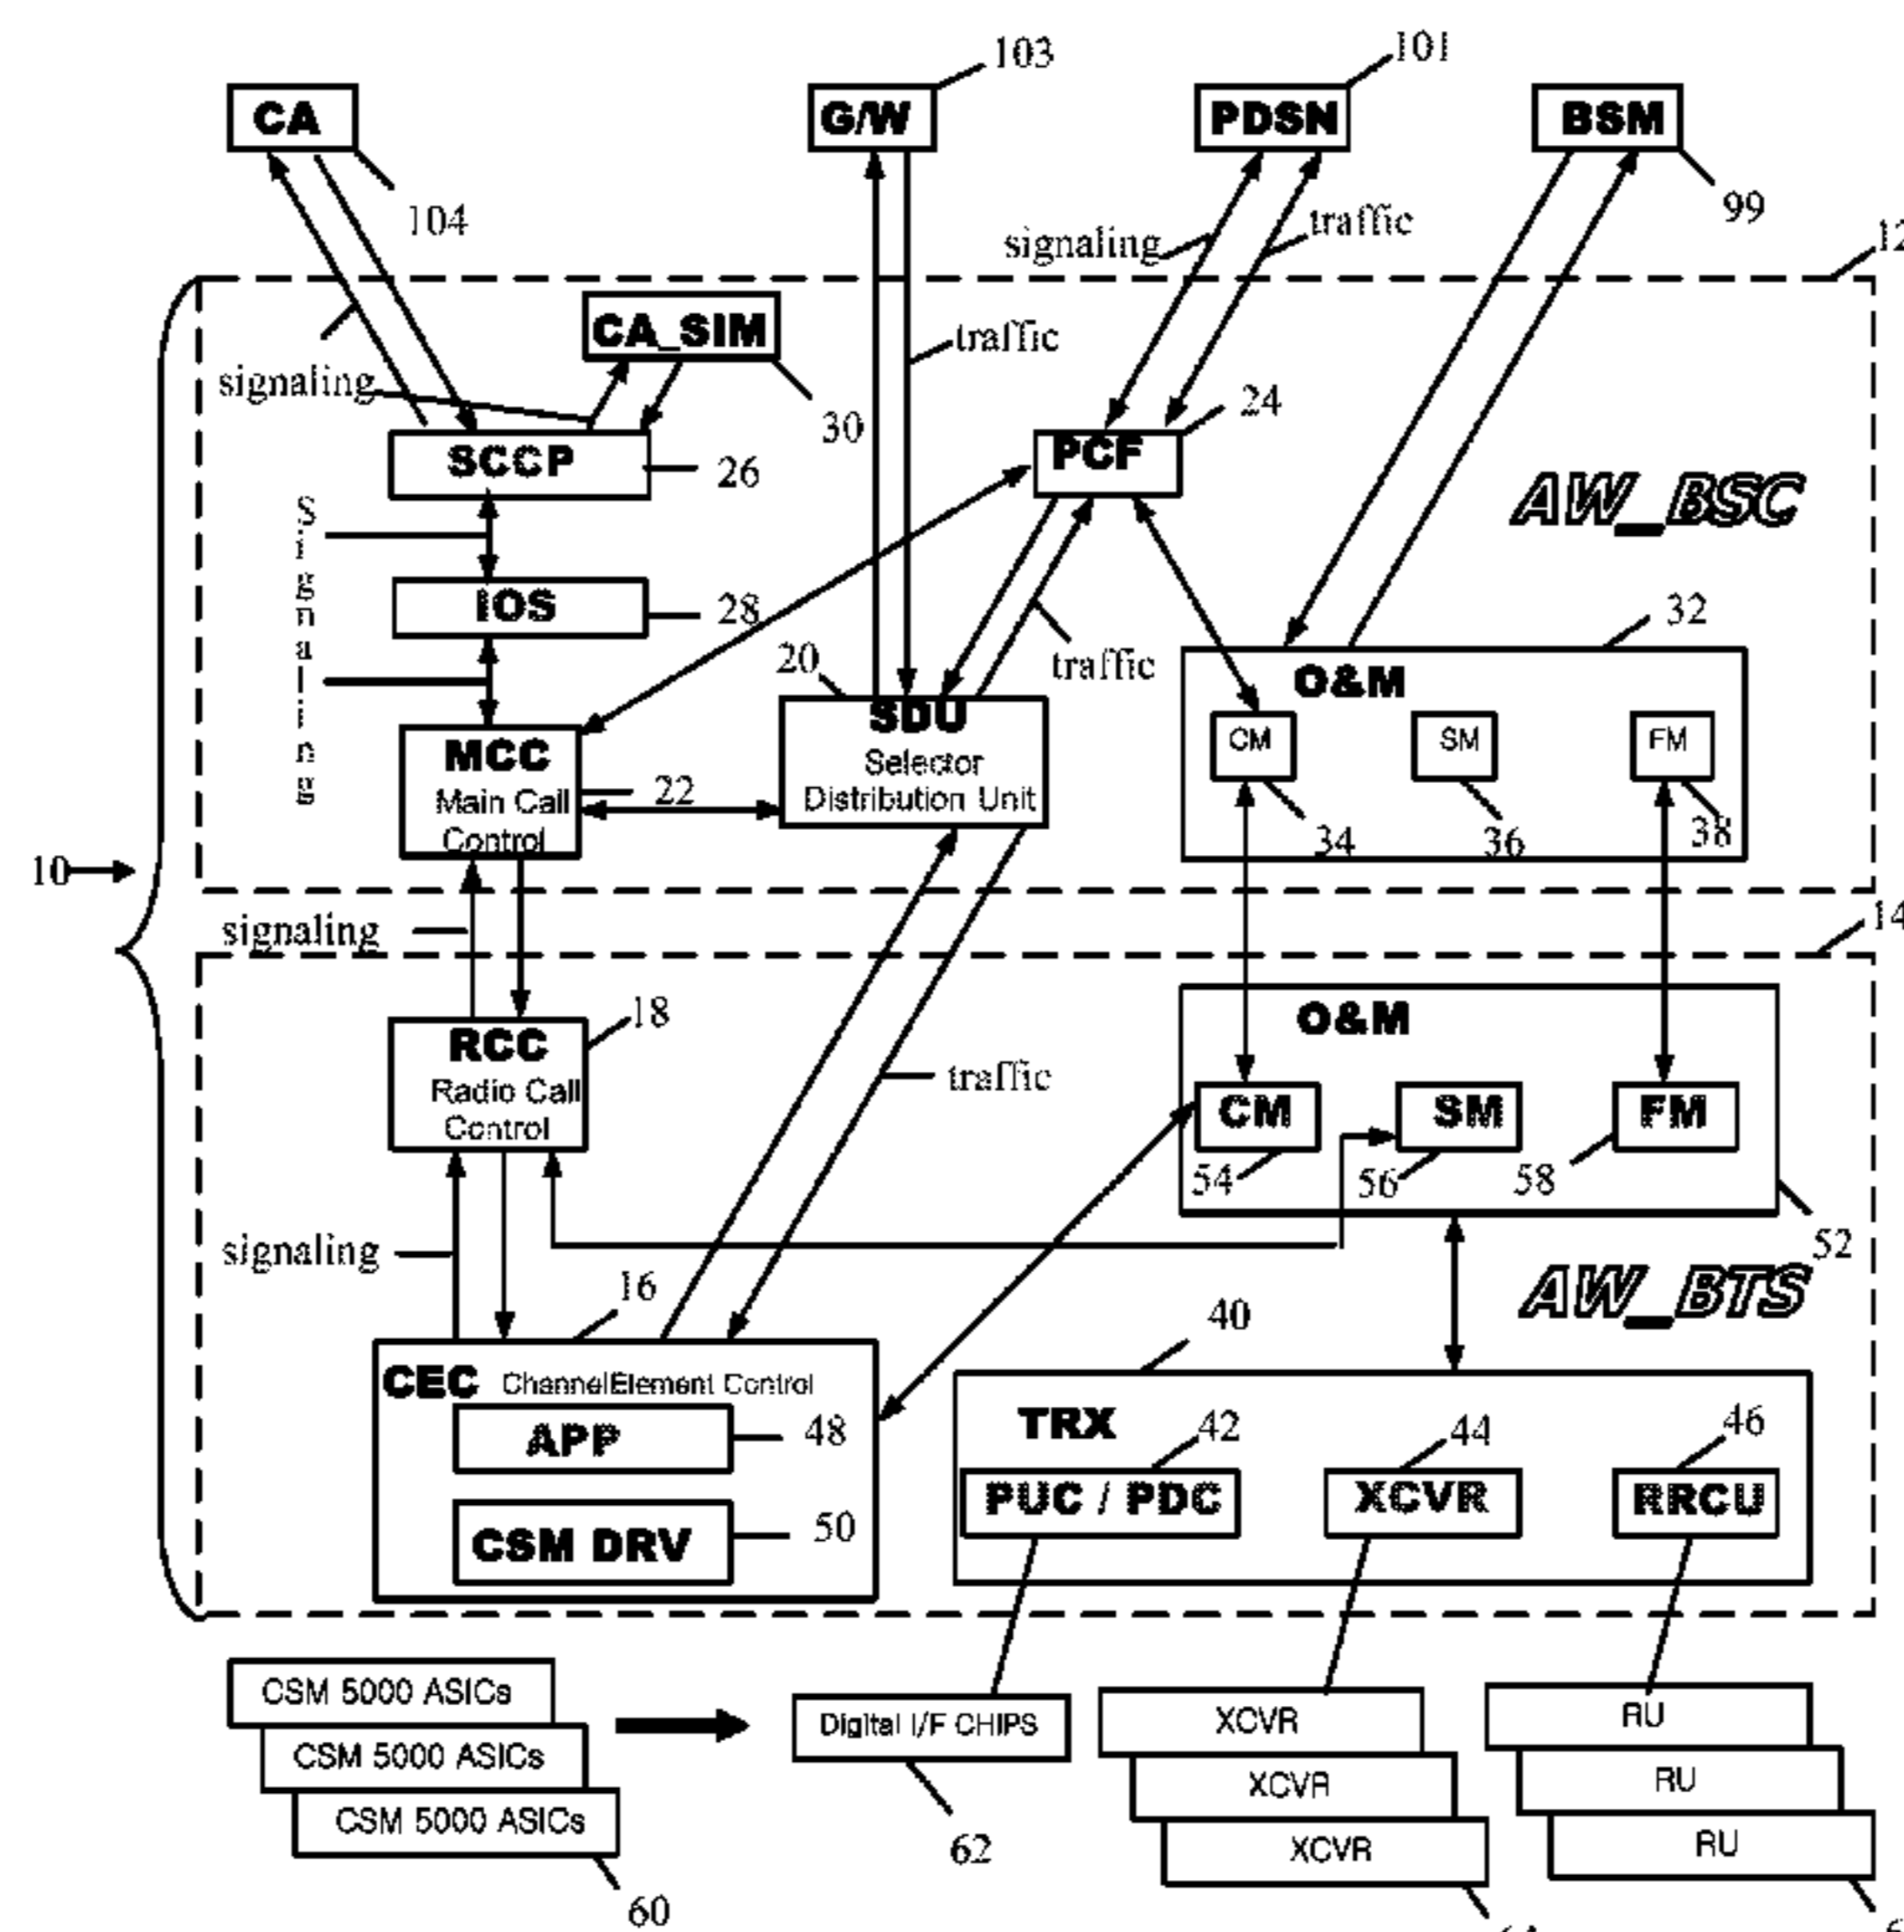 103
101
CA
G/W
PDSN
BSM
104
99
signaling
traffic
12
CA_SIM
traffic
signaling
30
24
SCCP
26
PCF
AW_BSC
Signaling
IOS
28
32
20
traffic
O&M
SDU
Selector
Distribution Unit
CM
SM
FM
MCC
Main Call
Control
22
34
36
38
10
signaling
14
RCC
Radio Call
Control
18
O&M
traffic
CM
SM
FM
54
56
58
signaling
52
16
40
AW_BTS
CEC ChannelElement Control
APP
48
TRX
42
44
46
PUC / PDC
XCVR
RRCU
CSM DRV
50
CSM 5000 ASICs
CSM 5000 ASICs
CSM 5000 ASICs
Digital I/F CHIPS
XCVR
XCVR
XCVR
RU
RU
RU
62
60